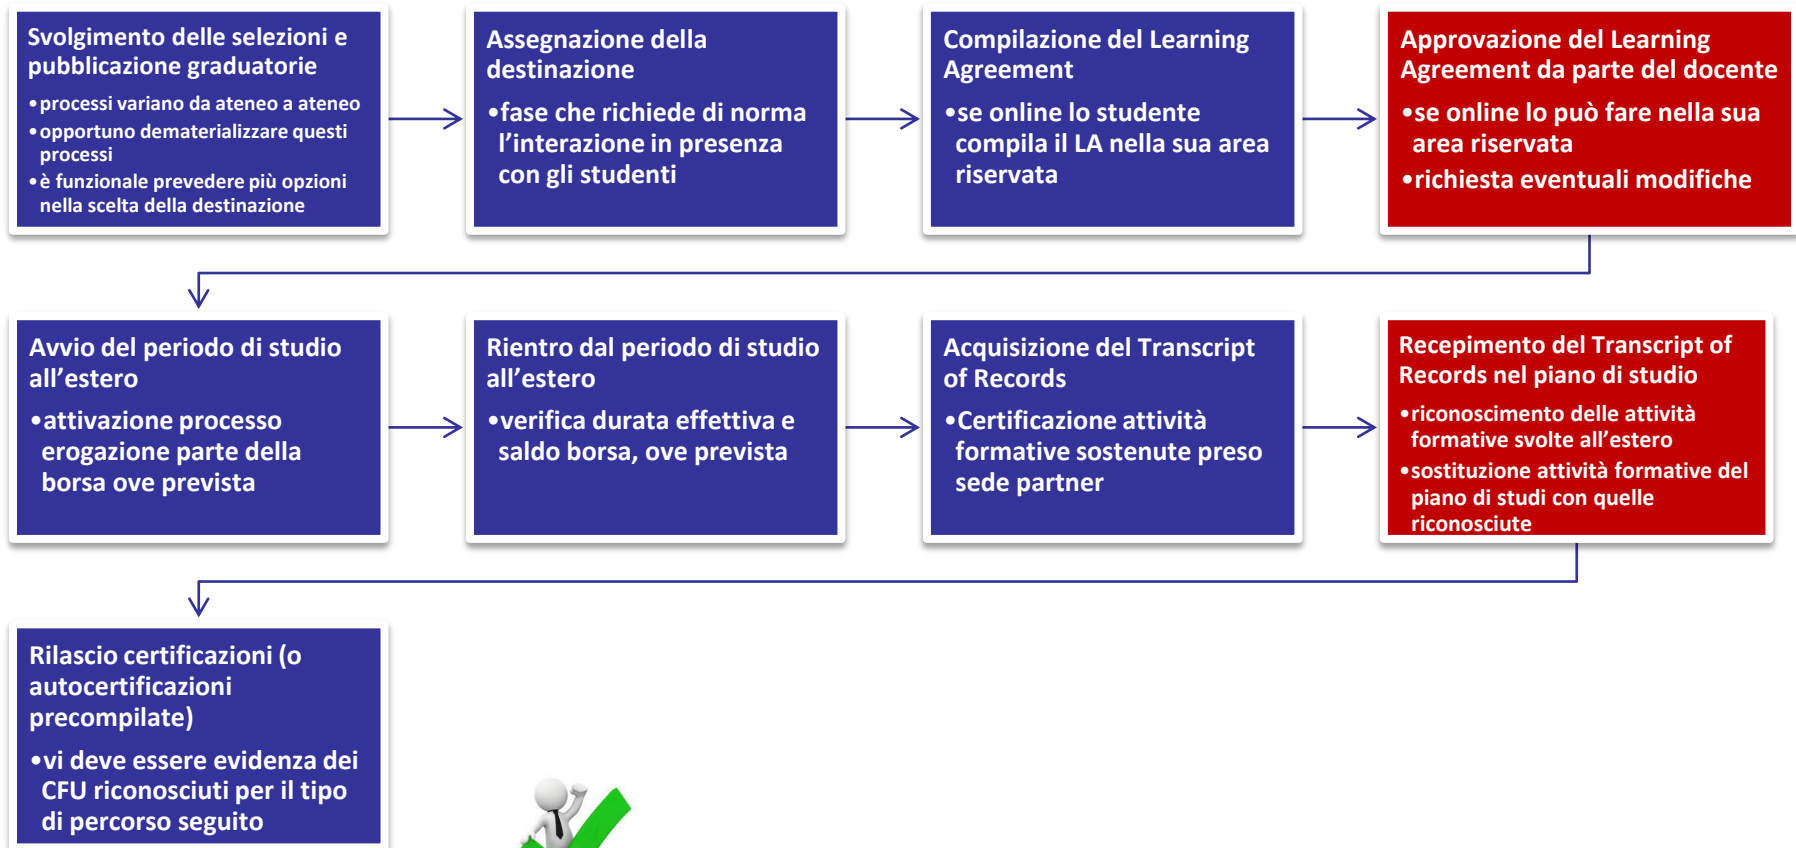 Svolgimento delle selezioni e
pubblicazione graduatorie
•processi variano da ateneo a ateneo
•opportuno dematerializzare questi
processi
•è funzionale prevedere più opzioni
nella scelta della destinazione
Assegnazione della
destinazione
•fase che richiede di norma
l’interazione in presenza
con gli studenti
Compilazione del Learning
Agreement
•se online lo studente
compila il LA nella sua area
riservata
Approvazione del Learning
Agreement da parte del docente
•se online lo può fare nella sua
area riservata
•richiesta eventuali modifiche
Avvio del periodo di studio
all’estero
•attivazione processo
erogazione parte della
borsa ove prevista
Rientro dal periodo di studio
all’estero
•verifica durata effettiva e
saldo borsa, ove prevista
Acquisizione del Transcript
of Records
•Certificazione attività
formative sostenute preso
sede partner
Recepimento del Transcript of
Records nel piano di studio
•riconoscimento delle attività
formative svolte all’estero
•sostituzione attività formative del
piano di studi con quelle
riconosciute
Rilascio certificazioni (o
autocertificazioni
precompilate)
•vi deve essere evidenza dei
CFU riconosciuti per il tipo
di percorso seguito